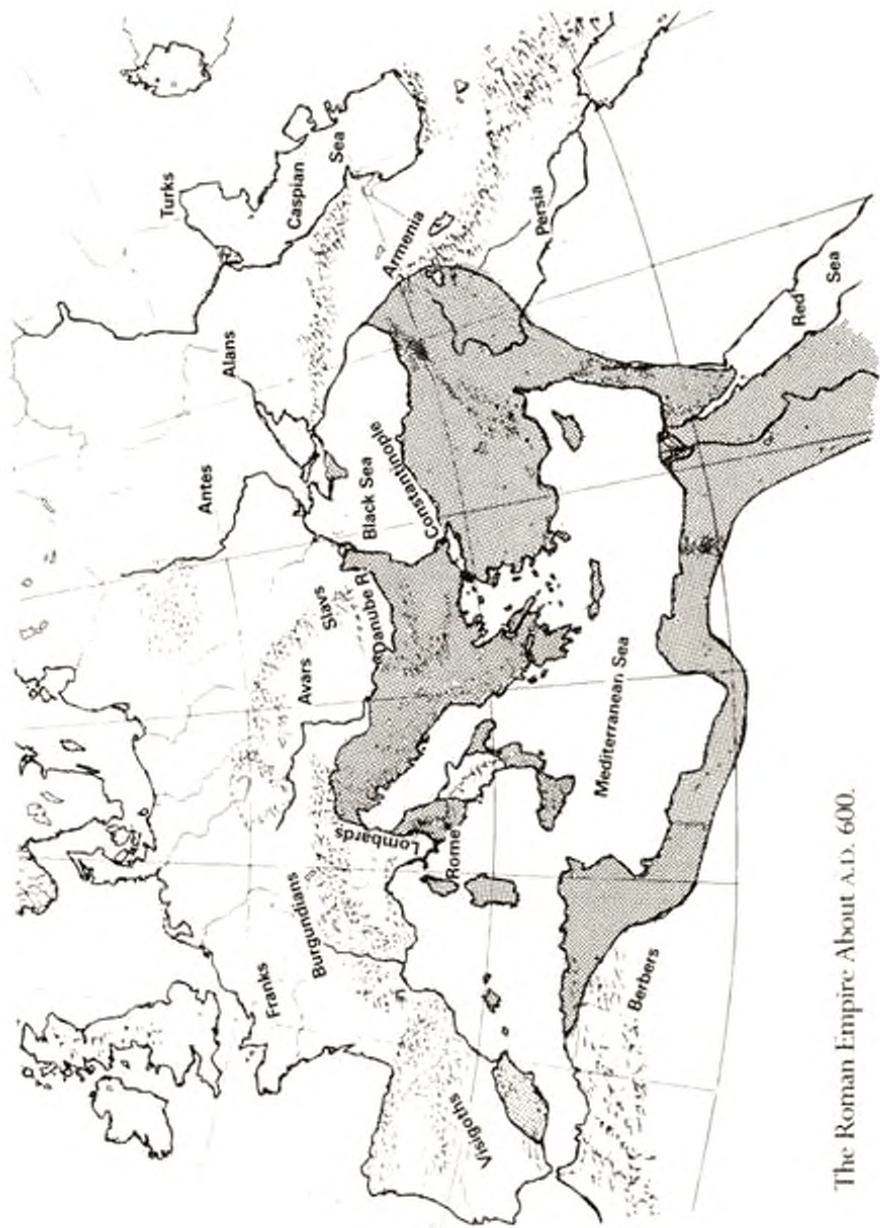 Turks
Caspian
Sea
Alans
Antes
Armenia
Persia
Red
Sea
Black Sea
Constantinople
Slavs
Danube R
Avars
Lombards
Burgundians
Franks
Rome
Mediterranean Sea
Visigoths
Berbers
The Roman Empire About A.D. 600.